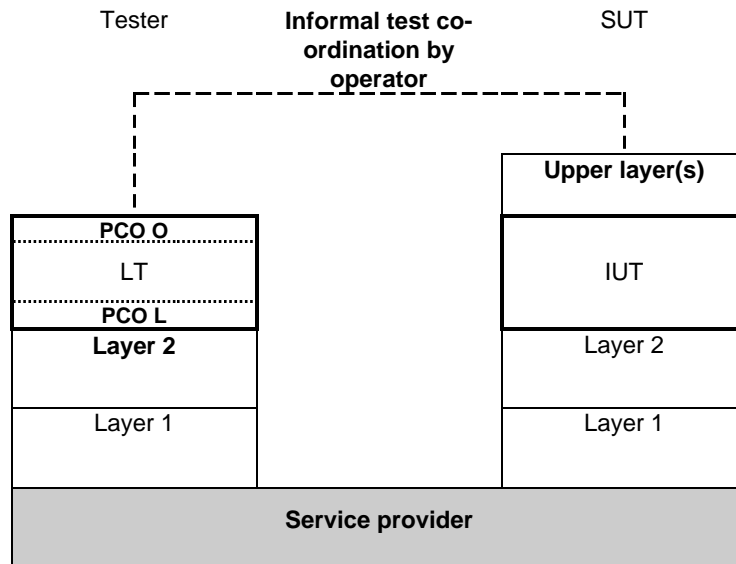 Tester
Informal test co-
ordination by
operator
SUT
Upper layer(s)
PCO O
LT
IUT
PCO L
Layer 2
Layer 2
Layer 1
Layer 1
Service provider